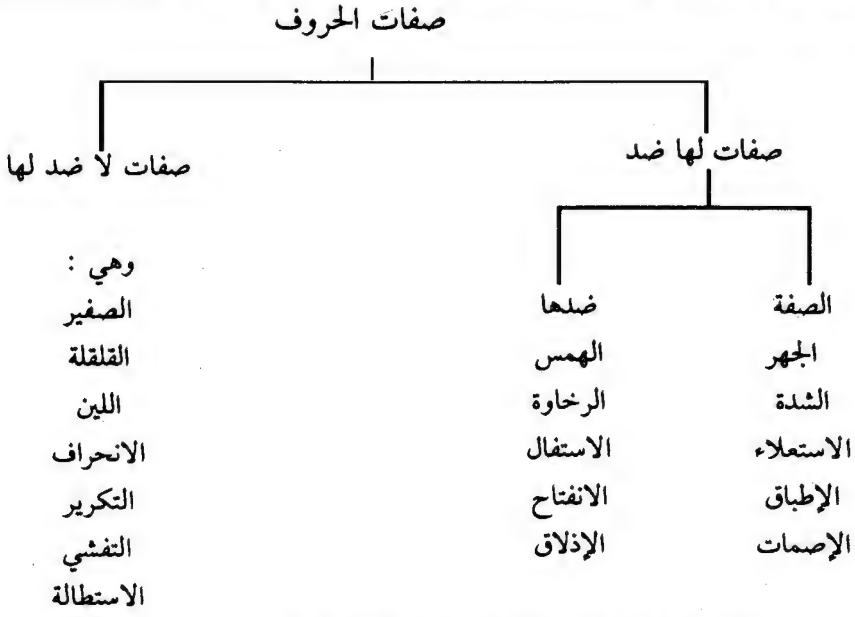 صفات الحروف
صفات لها ضد
صفات لا ضد لها
الصفة ضدها
الجهر الهمس
الشدة الرخاوة
الاستعلاء الاستفال
الإطباق الانفتاح
الإصمات الإذلاق
وهي :
الصفير
القلقلة
اللين
الانحراف
التكرير
التفشي
الاستطالة